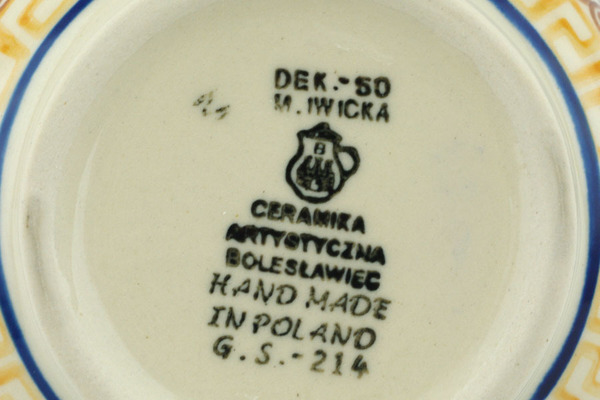 DEK.-50
M. IWICKA
B
CERAMIKA
ARTYSTYCZNA
BOLESŁAWIEC
HAND MADE
IN POLAND
G.S.-214